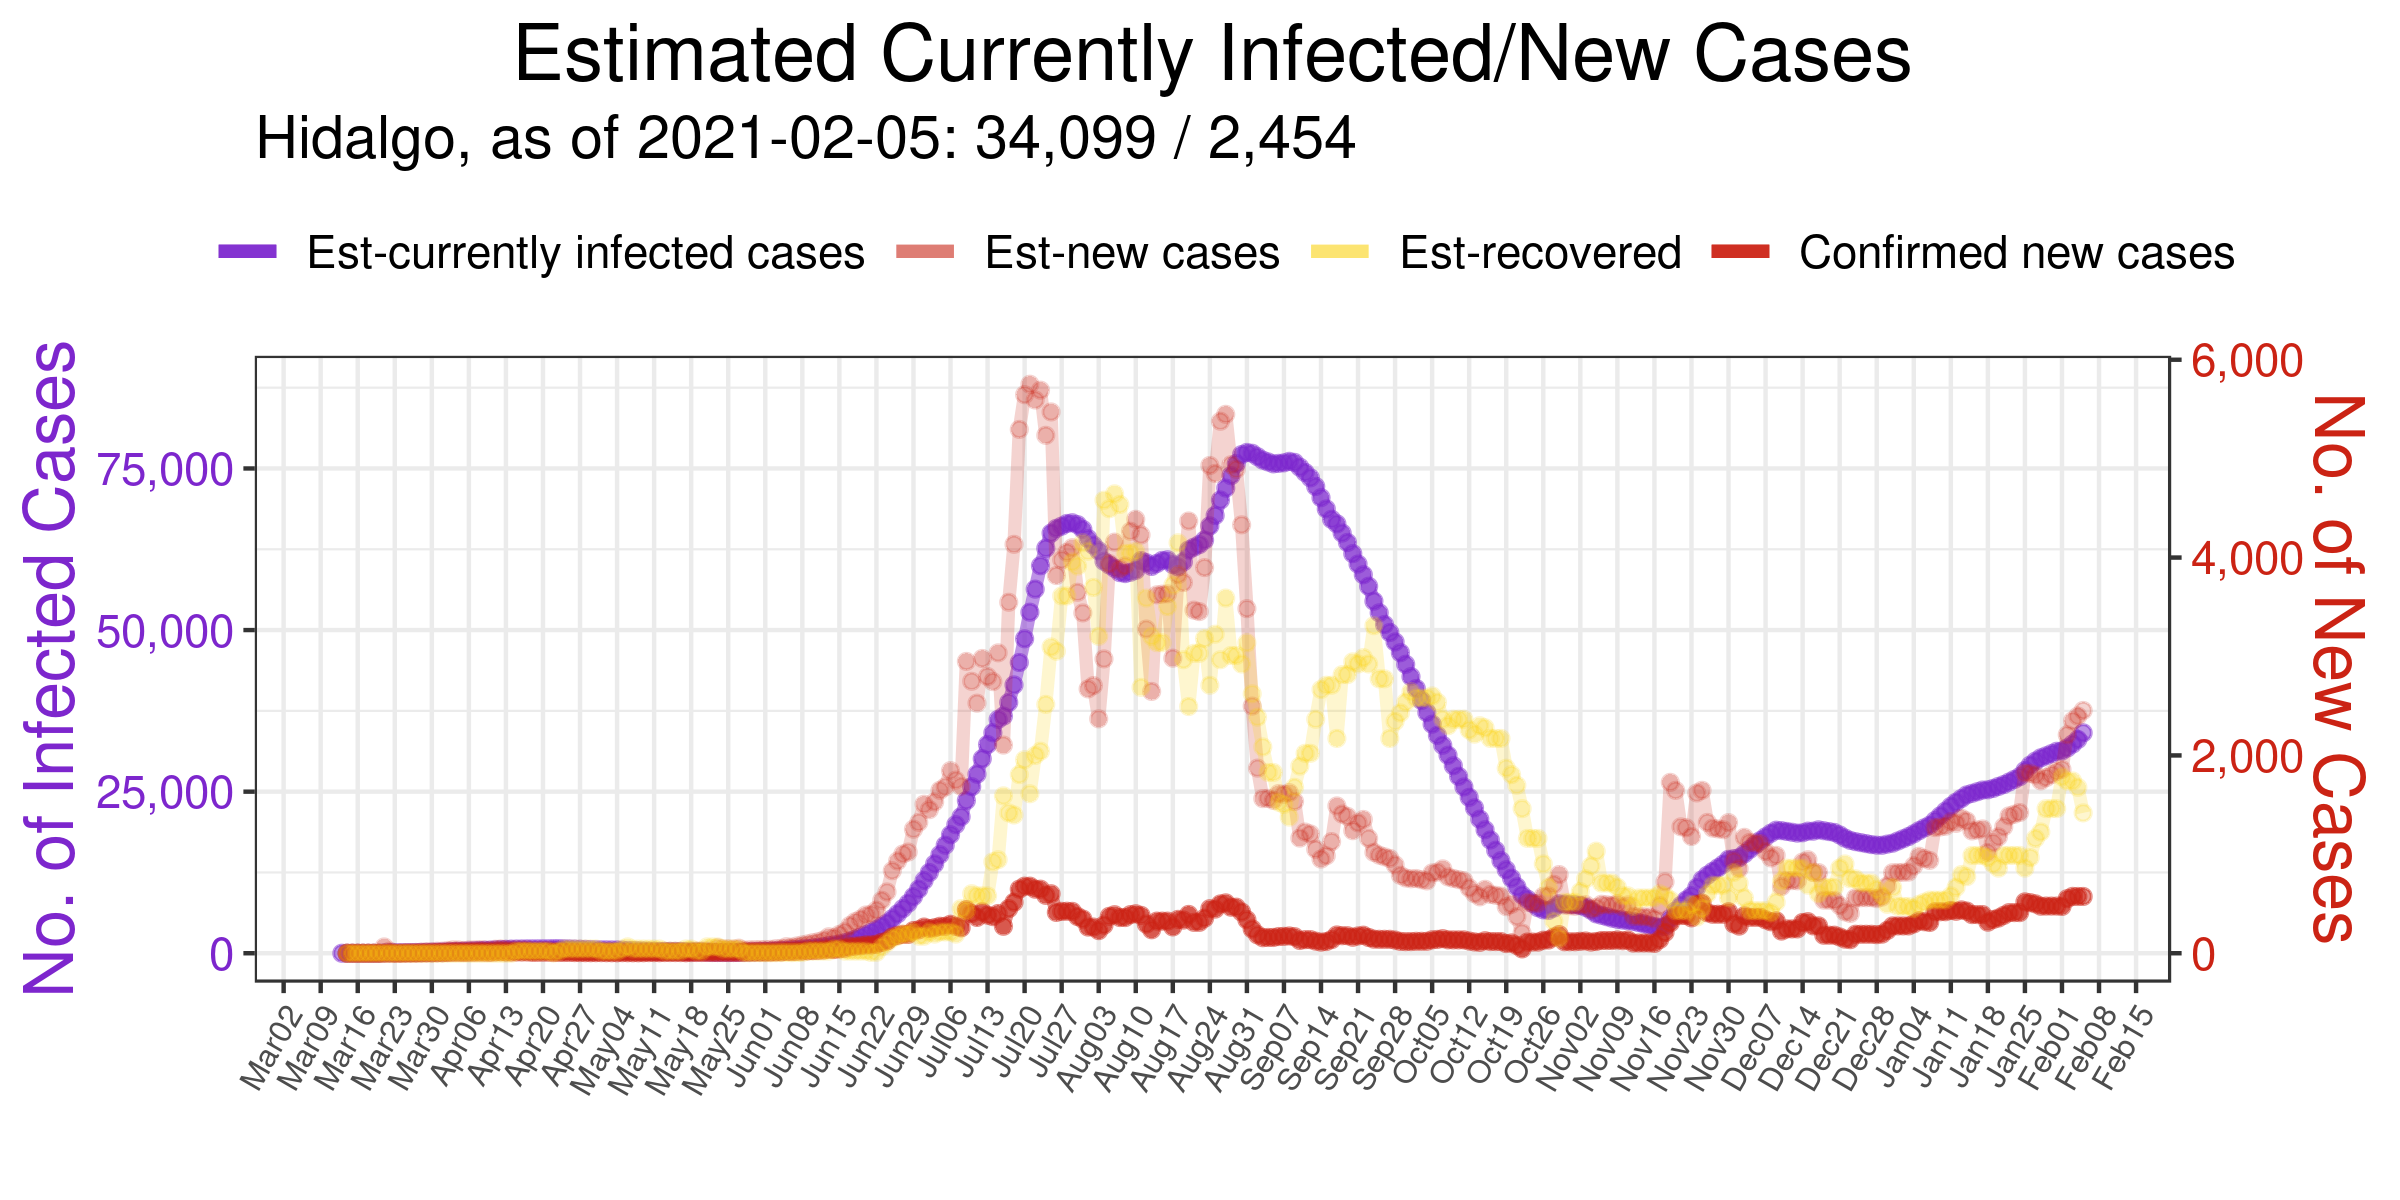 Estimated Currently Infected/New Cases
Hidalgo, as of 2021-02-05: 34,099 / 2,454
Est-currently infected cases Est-new cases Est-recovered Confirmed new cases
No. of Infected Cases
75,000
50,000
25,000
0
6,000
4,000
2,000
0
No. of New Cases
Mar02 Mar09 Mar16 Mar23 Mar30 Apr06 Apr13 Apr20 Apr27 May04 May11 May18 May25 Jun01 Jun08 Jun15 Jun22 Jun29 Jul06 Jul13 Jul20 Jul27 Aug03 Aug10 Aug17 Aug24 Aug31 Sep07 Sep14 Sep21 Sep28 Oct05 Oct12 Oct19 Oct26 Nov02 Nov09 Nov16 Nov23 Nov30 Dec07 Dec14 Dec21 Dec28 Jan04 Jan11 Jan18 Jan25 Feb01 Feb08 Feb15